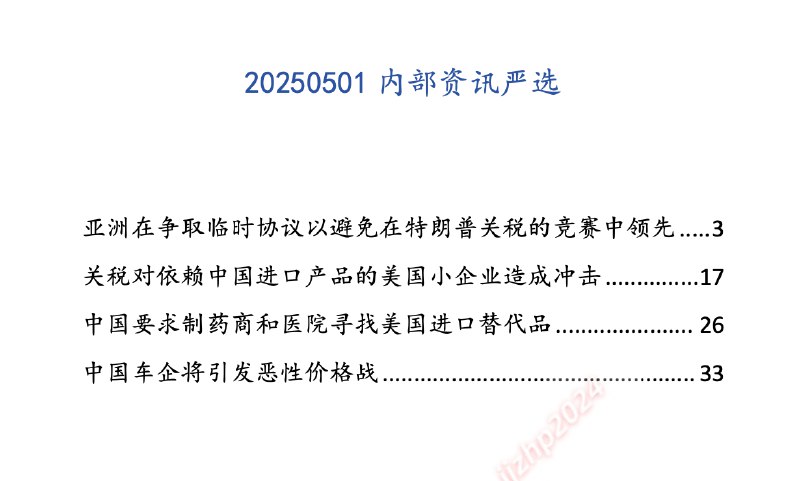 20250501 内部资讯严选
亚洲在争取临时协议以避免在特朗普关税的竞赛中领先.....3
关税对依赖中国进口产品的美国小企业造成冲击...............17
中国要求制药商和医院寻找美国进口替代品...................... 26
中国车企将引发恶性价格战.................................................. 33